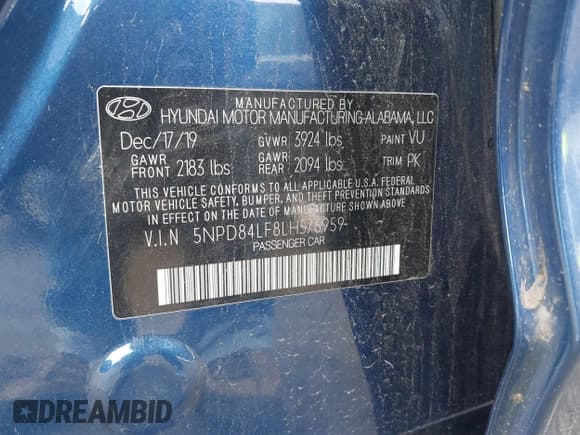 MANUFACTURED BY
HYUNDAI MOTOR MANUFACTURING-ALABAMA, LLC
Dec/17/19 GVWR 3924 lbs PAINT VU
GAWR FRONT 2183 lbs GAWR REAR 2094 lbs TRIM PK
THIS VEHICLE CONFORMS TO ALL APPLICABLE U.S.A. FEDERAL
MOTOR VEHICLE SAFETY, BUMPER, AND THEFT PREVENTION STANDARDS
IN EFFECT ON THE DATE OF MANUFACTURE SHOWN ABOVE.
V.I.N 5NPD84LF8LH578959
PASSENGER CAR
DREAMBID